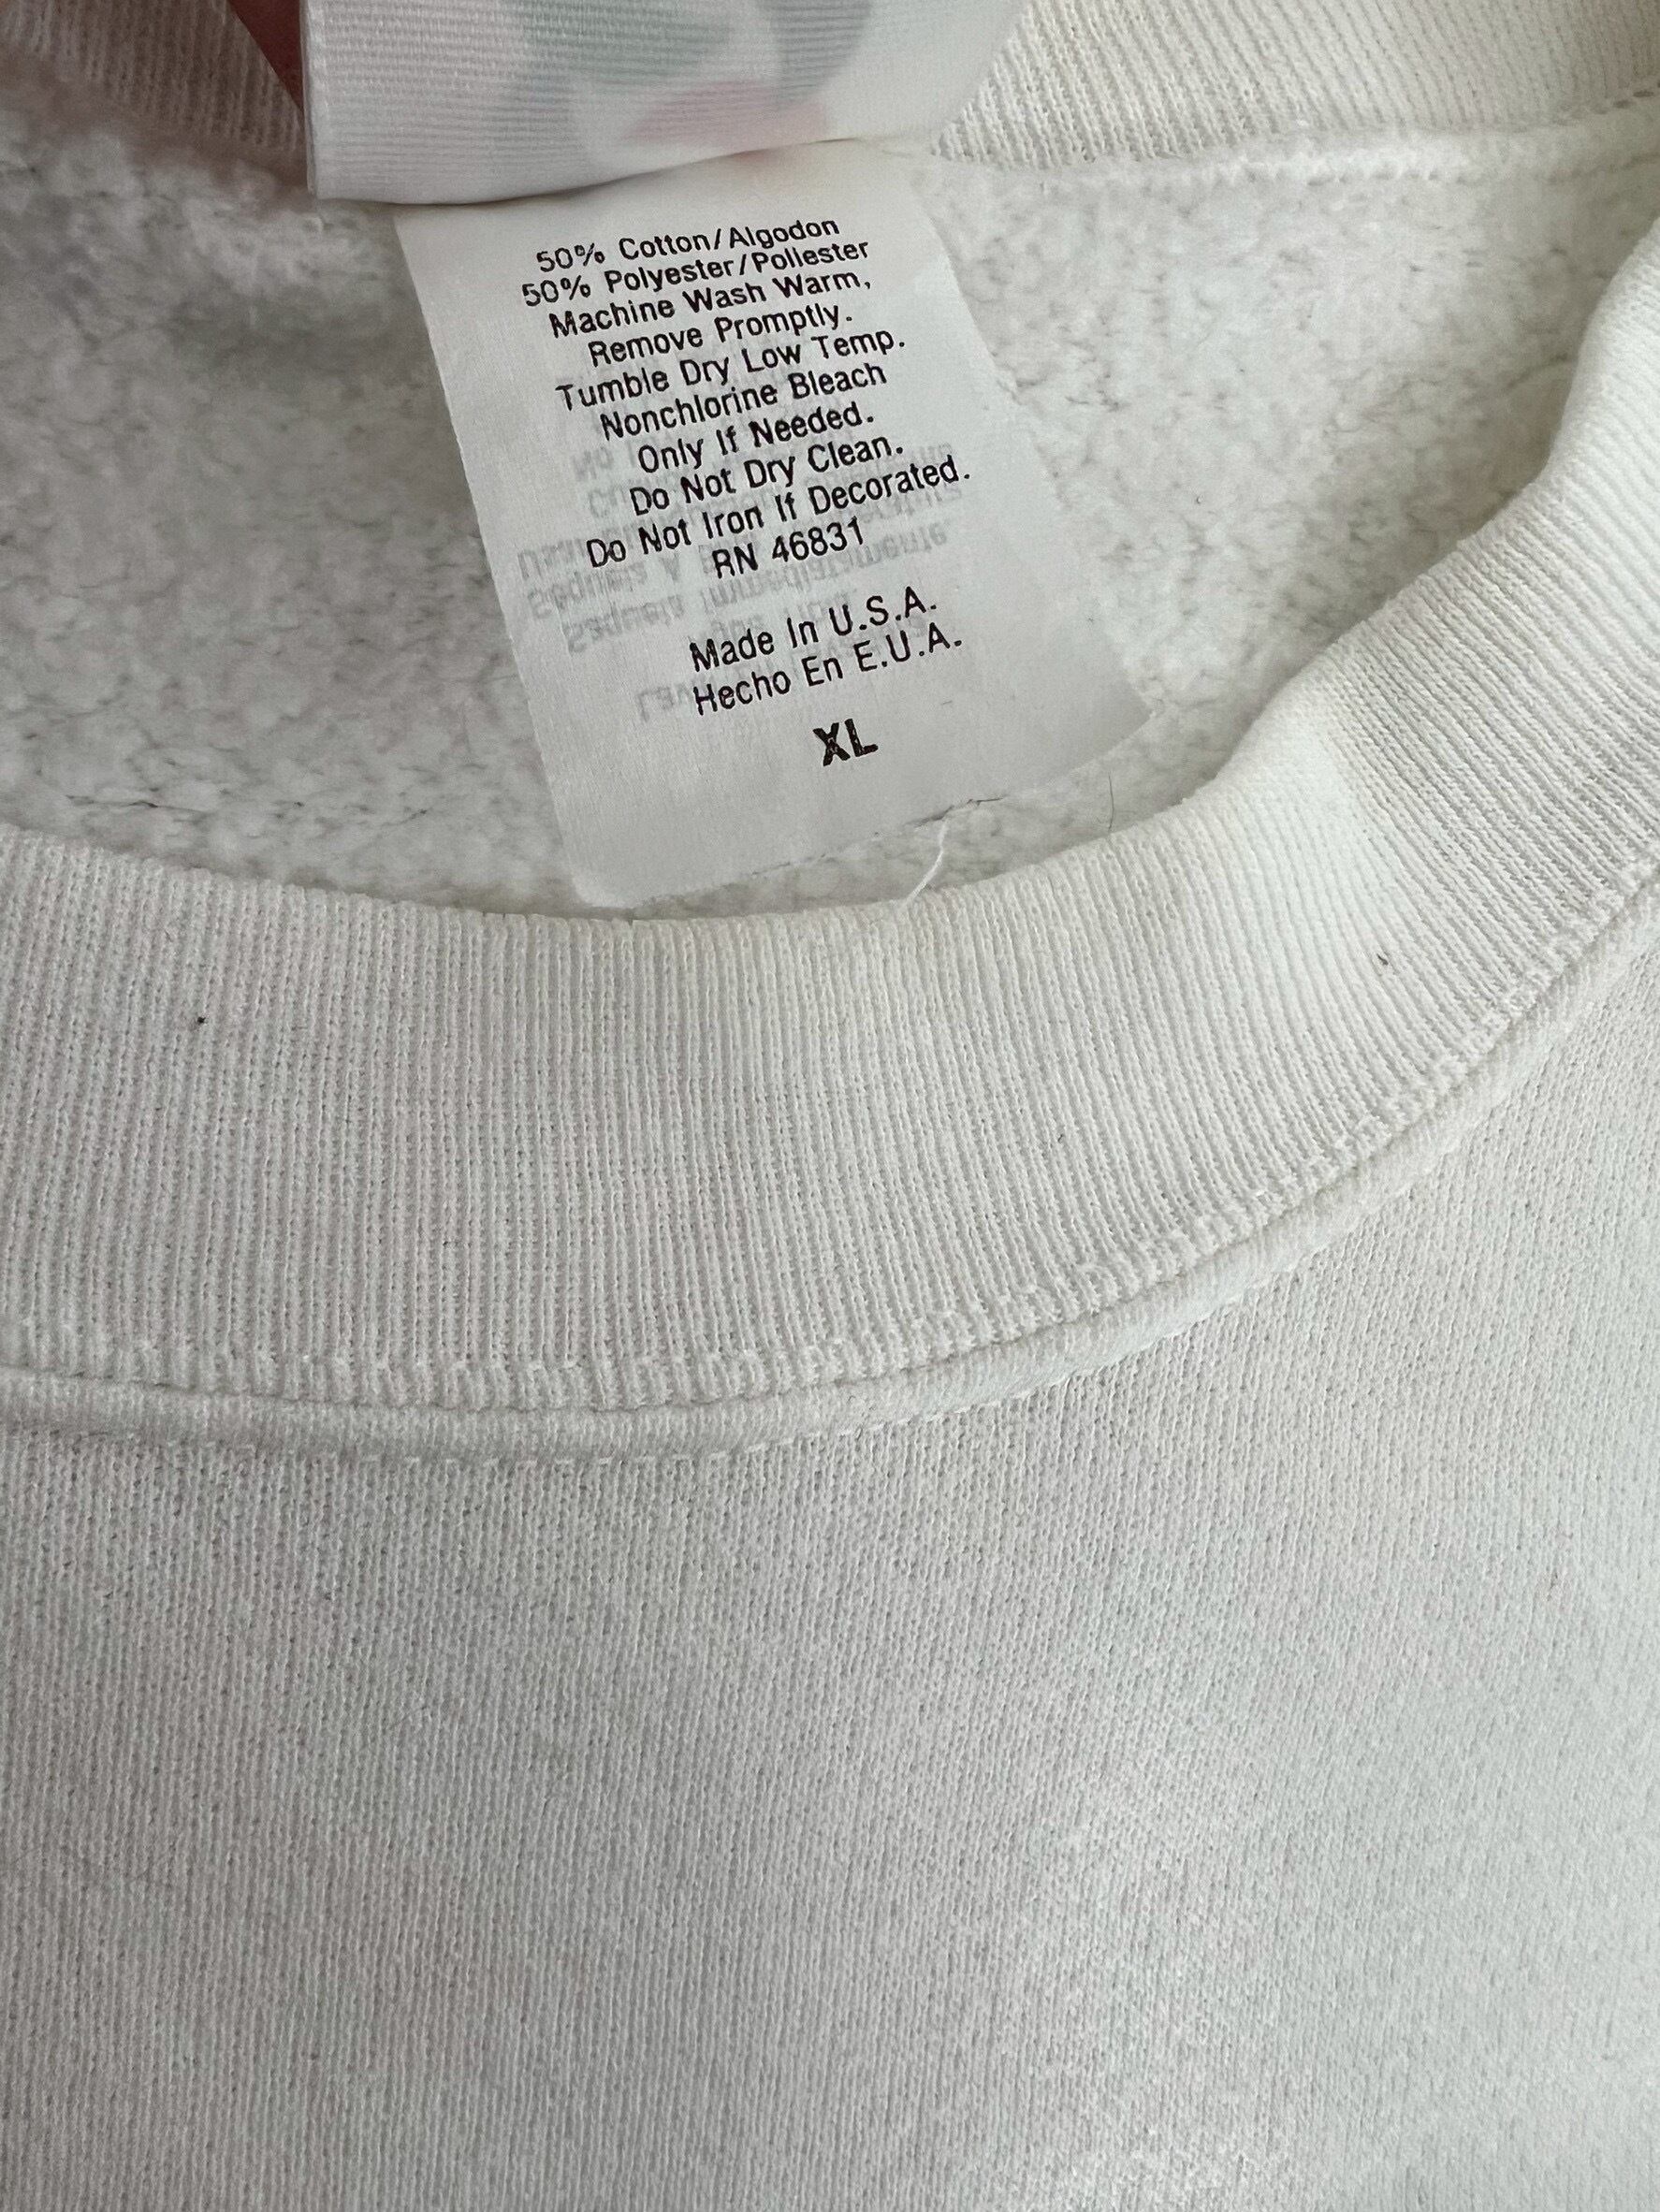 50% Cotton/Algodon
50% Polyester/Poliester
Machine Wash Warm,
Remove Promptly.
Tumble Dry Low Temp.
Nonchlorine Bleach
Only If Needed.
Do Not Dry Clean.
Do Not Iron If Decorated.
RN 46831
Made In U.S.A.
Hecho En E.U.A.
XL